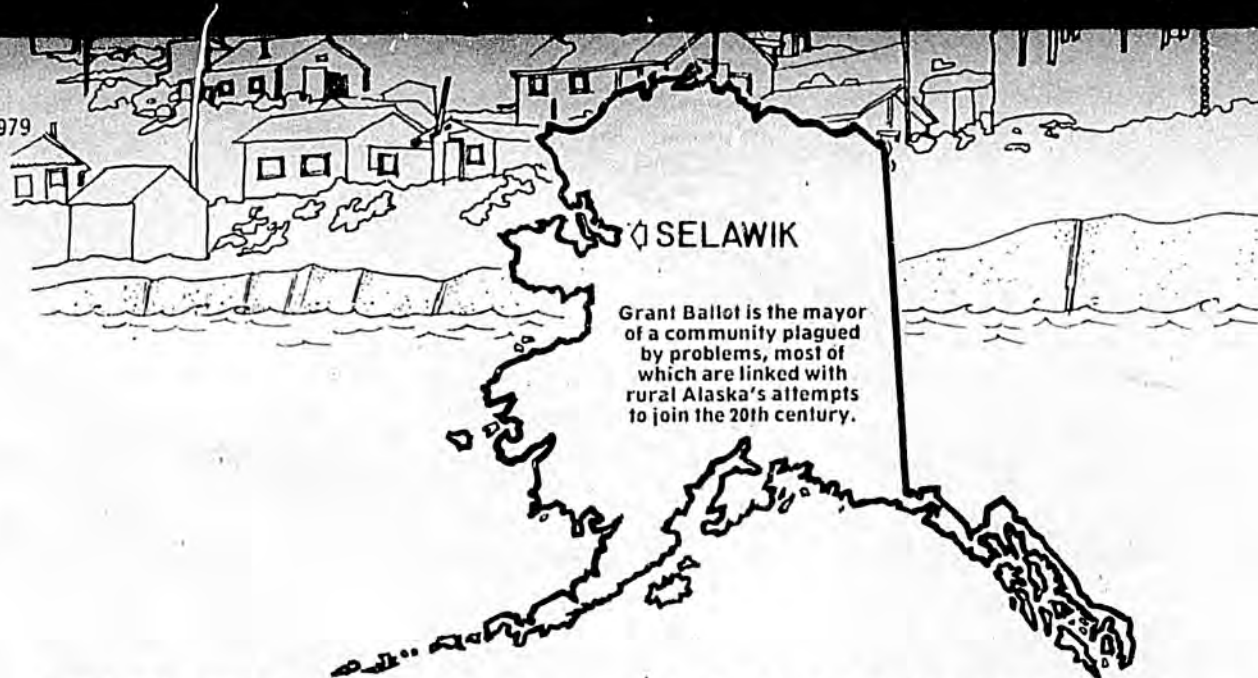 979
SELAWIK
Grant Ballot is the mayor
of a community plagued
by problems, most of
which are linked with
rural Alaska's attempts
to join the 20th century.